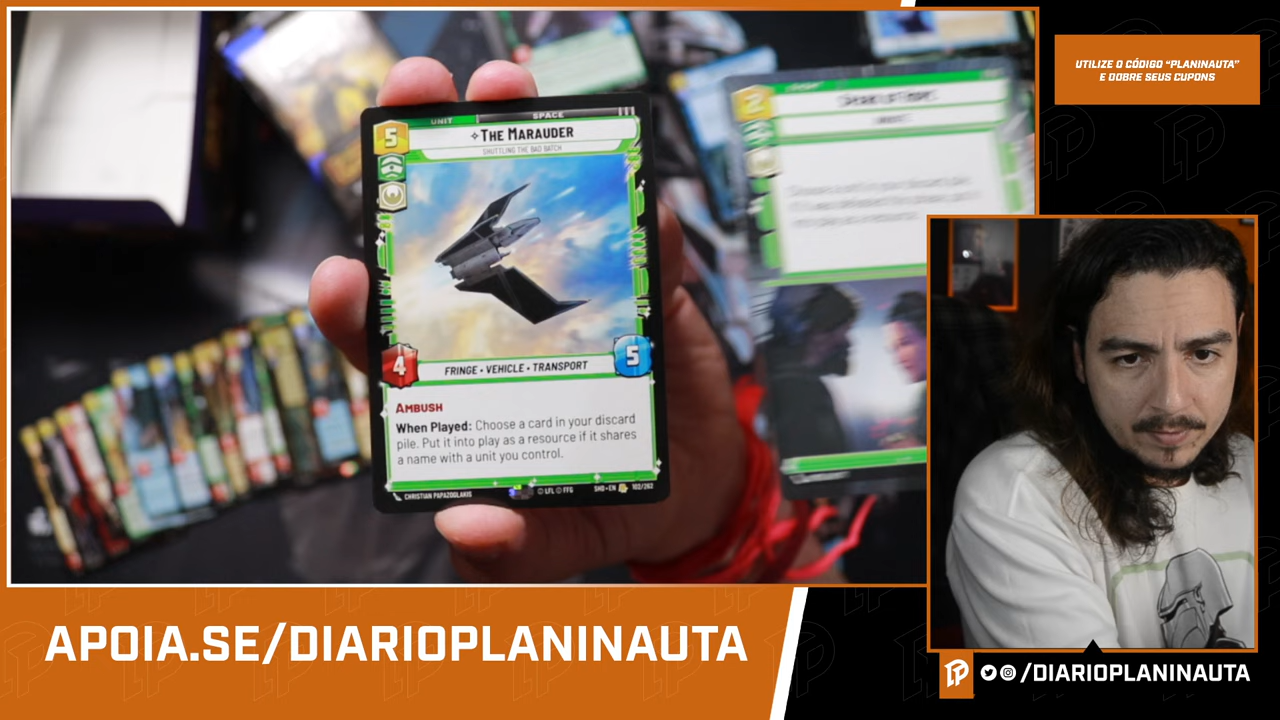 UTILIZE O CÓDIGO “PLANINAUTA”
E DOBRE SEUS CUPONS
UNIT SPACE
5
THE MARAUDER
SHUTTLING THE BAD BATCH
4
FRINGE • VEHICLE • TRANSPORT
5
AMBUSH
When Played: Choose a card in your discard
pile. Put it into play as a resource if it shares
a name with a unit you control.
CHRISTIAN PAPAZOGLAKIS © LFL © FFG SHD • EN 102/262
2
APOIA.SE/DIARIOPLANINAUTA
/DIARIOPLANINAUTA